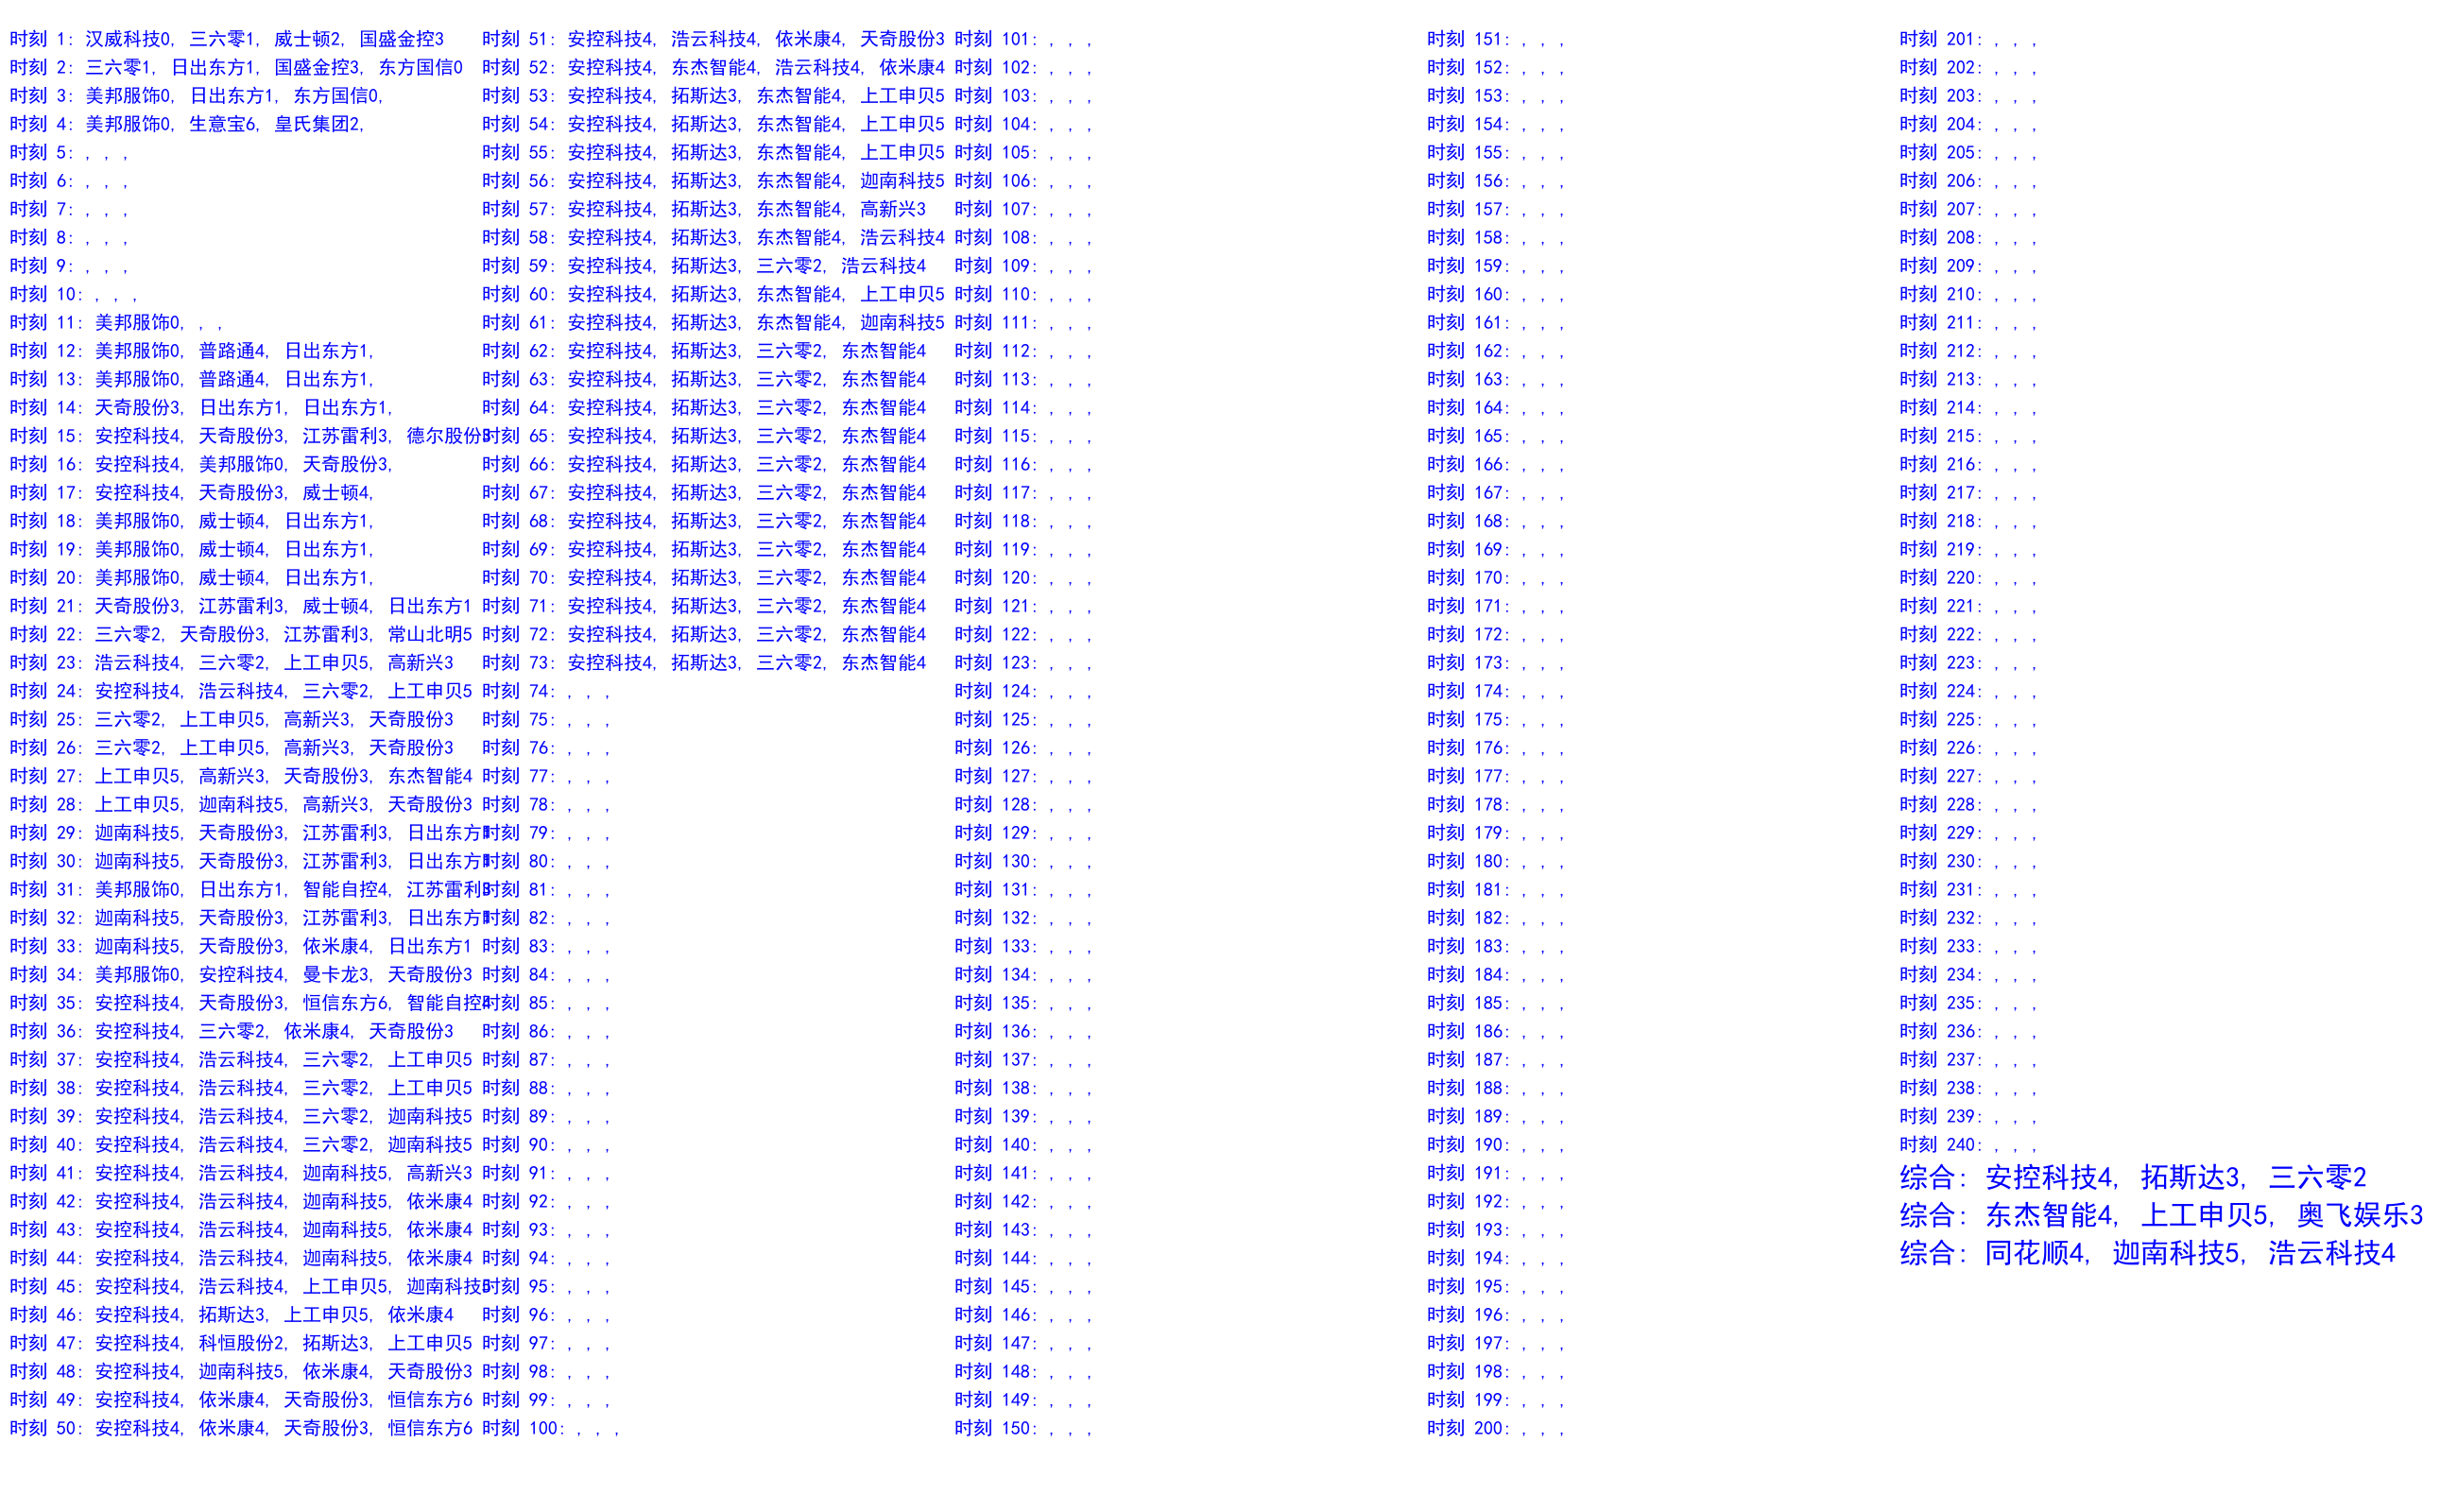 时刻 1: 汉威科技0, 三六零1, 威士顿2, 国盛金控3
时刻 2: 三六零1, 日出东方1, 国盛金控3, 东方国信0
时刻 3: 美邦服饰0, 日出东方1, 东方国信0,
时刻 4: 美邦服饰0, 生意宝6, 皇氏集团2,
时刻 5: , , ,
时刻 6: , , ,
时刻 7: , , ,
时刻 8: , , ,
时刻 9: , , ,
时刻 10: , , ,
时刻 11: 美邦服饰0, , ,
时刻 12: 美邦服饰0, 普路通4, 日出东方1,
时刻 13: 美邦服饰0, 普路通4, 日出东方1,
时刻 14: 天奇股份3, 日出东方1, 日出东方1,
时刻 15: 安控科技4, 天奇股份3, 江苏雷利3, 德尔股份3
时刻 16: 安控科技4, 美邦服饰0, 天奇股份3,
时刻 17: 安控科技4, 天奇股份3, 威士顿4,
时刻 18: 美邦服饰0, 威士顿4, 日出东方1,
时刻 19: 美邦服饰0, 威士顿4, 日出东方1,
时刻 20: 美邦服饰0, 威士顿4, 日出东方1,
时刻 21: 天奇股份3, 江苏雷利3, 威士顿4, 日出东方1
时刻 22: 三六零2, 天奇股份3, 江苏雷利3, 常山北明5
时刻 23: 浩云科技4, 三六零2, 上工申贝5, 高新兴3
时刻 24: 安控科技4, 浩云科技4, 三六零2, 上工申贝5
时刻 25: 三六零2, 上工申贝5, 高新兴3, 天奇股份3
时刻 26: 三六零2, 上工申贝5, 高新兴3, 天奇股份3
时刻 27: 上工申贝5, 高新兴3, 天奇股份3, 东杰智能4
时刻 28: 上工申贝5, 迦南科技5, 高新兴3, 天奇股份3
时刻 29: 迦南科技5, 天奇股份3, 江苏雷利3, 日出东方1
时刻 30: 迦南科技5, 天奇股份3, 江苏雷利3, 日出东方1
时刻 31: 美邦服饰0, 日出东方1, 智能自控4, 江苏雷利3
时刻 32: 迦南科技5, 天奇股份3, 江苏雷利3, 日出东方1
时刻 33: 迦南科技5, 天奇股份3, 依米康4, 日出东方1
时刻 34: 美邦服饰0, 安控科技4, 曼卡龙3, 天奇股份3
时刻 35: 安控科技4, 天奇股份3, 恒信东方6, 智能自控4
时刻 36: 安控科技4, 三六零2, 依米康4, 天奇股份3
时刻 37: 安控科技4, 浩云科技4, 三六零2, 上工申贝5
时刻 38: 安控科技4, 浩云科技4, 三六零2, 上工申贝5
时刻 39: 安控科技4, 浩云科技4, 三六零2, 迦南科技5
时刻 40: 安控科技4, 浩云科技4, 三六零2, 迦南科技5
时刻 41: 安控科技4, 浩云科技4, 迦南科技5, 高新兴3
时刻 42: 安控科技4, 浩云科技4, 迦南科技5, 依米康4
时刻 43: 安控科技4, 浩云科技4, 迦南科技5, 依米康4
时刻 44: 安控科技4, 浩云科技4, 迦南科技5, 依米康4
时刻 45: 安控科技4, 浩云科技4, 上工申贝5, 迦南科技5
时刻 46: 安控科技4, 拓斯达3, 上工申贝5, 依米康4
时刻 47: 安控科技4, 科恒股份2, 拓斯达3, 上工申贝5
时刻 48: 安控科技4, 迦南科技5, 依米康4, 天奇股份3
时刻 49: 安控科技4, 依米康4, 天奇股份3, 恒信东方6
时刻 50: 安控科技4, 依米康4, 天奇股份3, 恒信东方6
时刻 51: 安控科技4, 浩云科技4, 依米康4, 天奇股份3
时刻 52: 安控科技4, 东杰智能4, 浩云科技4, 依米康4
时刻 53: 安控科技4, 拓斯达3, 东杰智能4, 上工申贝5
时刻 54: 安控科技4, 拓斯达3, 东杰智能4, 上工申贝5
时刻 55: 安控科技4, 拓斯达3, 东杰智能4, 上工申贝5
时刻 56: 安控科技4, 拓斯达3, 东杰智能4, 迦南科技5
时刻 57: 安控科技4, 拓斯达3, 东杰智能4, 高新兴3
时刻 58: 安控科技4, 拓斯达3, 东杰智能4, 浩云科技4
时刻 59: 安控科技4, 拓斯达3, 三六零2, 浩云科技4
时刻 60: 安控科技4, 拓斯达3, 东杰智能4, 上工申贝5
时刻 61: 安控科技4, 拓斯达3, 东杰智能4, 迦南科技5
时刻 62: 安控科技4, 拓斯达3, 三六零2, 东杰智能4
时刻 63: 安控科技4, 拓斯达3, 三六零2, 东杰智能4
时刻 64: 安控科技4, 拓斯达3, 三六零2, 东杰智能4
时刻 65: 安控科技4, 拓斯达3, 三六零2, 东杰智能4
时刻 66: 安控科技4, 拓斯达3, 三六零2, 东杰智能4
时刻 67: 安控科技4, 拓斯达3, 三六零2, 东杰智能4
时刻 68: 安控科技4, 拓斯达3, 三六零2, 东杰智能4
时刻 69: 安控科技4, 拓斯达3, 三六零2, 东杰智能4
时刻 70: 安控科技4, 拓斯达3, 三六零2, 东杰智能4
时刻 71: 安控科技4, 拓斯达3, 三六零2, 东杰智能4
时刻 72: 安控科技4, 拓斯达3, 三六零2, 东杰智能4
时刻 73: 安控科技4, 拓斯达3, 三六零2, 东杰智能4
时刻 74: , , ,
时刻 75: , , ,
时刻 76: , , ,
时刻 77: , , ,
时刻 78: , , ,
时刻 79: , , ,
时刻 80: , , ,
时刻 81: , , ,
时刻 82: , , ,
时刻 83: , , ,
时刻 84: , , ,
时刻 85: , , ,
时刻 86: , , ,
时刻 87: , , ,
时刻 88: , , ,
时刻 89: , , ,
时刻 90: , , ,
时刻 91: , , ,
时刻 92: , , ,
时刻 93: , , ,
时刻 94: , , ,
时刻 95: , , ,
时刻 96: , , ,
时刻 97: , , ,
时刻 98: , , ,
时刻 99: , , ,
时刻 100: , , ,
时刻 101: , , ,
时刻 102: , , ,
时刻 103: , , ,
时刻 104: , , ,
时刻 105: , , ,
时刻 106: , , ,
时刻 107: , , ,
时刻 108: , , ,
时刻 109: , , ,
时刻 110: , , ,
时刻 111: , , ,
时刻 112: , , ,
时刻 113: , , ,
时刻 114: , , ,
时刻 115: , , ,
时刻 116: , , ,
时刻 117: , , ,
时刻 118: , , ,
时刻 119: , , ,
时刻 120: , , ,
时刻 121: , , ,
时刻 122: , , ,
时刻 123: , , ,
时刻 124: , , ,
时刻 125: , , ,
时刻 126: , , ,
时刻 127: , , ,
时刻 128: , , ,
时刻 129: , , ,
时刻 130: , , ,
时刻 131: , , ,
时刻 132: , , ,
时刻 133: , , ,
时刻 134: , , ,
时刻 135: , , ,
时刻 136: , , ,
时刻 137: , , ,
时刻 138: , , ,
时刻 139: , , ,
时刻 140: , , ,
时刻 141: , , ,
时刻 142: , , ,
时刻 143: , , ,
时刻 144: , , ,
时刻 145: , , ,
时刻 146: , , ,
时刻 147: , , ,
时刻 148: , , ,
时刻 149: , , ,
时刻 150: , , ,
时刻 151: , , ,
时刻 152: , , ,
时刻 153: , , ,
时刻 154: , , ,
时刻 155: , , ,
时刻 156: , , ,
时刻 157: , , ,
时刻 158: , , ,
时刻 159: , , ,
时刻 160: , , ,
时刻 161: , , ,
时刻 162: , , ,
时刻 163: , , ,
时刻 164: , , ,
时刻 165: , , ,
时刻 166: , , ,
时刻 167: , , ,
时刻 168: , , ,
时刻 169: , , ,
时刻 170: , , ,
时刻 171: , , ,
时刻 172: , , ,
时刻 173: , , ,
时刻 174: , , ,
时刻 175: , , ,
时刻 176: , , ,
时刻 177: , , ,
时刻 178: , , ,
时刻 179: , , ,
时刻 180: , , ,
时刻 181: , , ,
时刻 182: , , ,
时刻 183: , , ,
时刻 184: , , ,
时刻 185: , , ,
时刻 186: , , ,
时刻 187: , , ,
时刻 188: , , ,
时刻 189: , , ,
时刻 190: , , ,
时刻 191: , , ,
时刻 192: , , ,
时刻 193: , , ,
时刻 194: , , ,
时刻 195: , , ,
时刻 196: , , ,
时刻 197: , , ,
时刻 198: , , ,
时刻 199: , , ,
时刻 200: , , ,
时刻 201: , , ,
时刻 202: , , ,
时刻 203: , , ,
时刻 204: , , ,
时刻 205: , , ,
时刻 206: , , ,
时刻 207: , , ,
时刻 208: , , ,
时刻 209: , , ,
时刻 210: , , ,
时刻 211: , , ,
时刻 212: , , ,
时刻 213: , , ,
时刻 214: , , ,
时刻 215: , , ,
时刻 216: , , ,
时刻 217: , , ,
时刻 218: , , ,
时刻 219: , , ,
时刻 220: , , ,
时刻 221: , , ,
时刻 222: , , ,
时刻 223: , , ,
时刻 224: , , ,
时刻 225: , , ,
时刻 226: , , ,
时刻 227: , , ,
时刻 228: , , ,
时刻 229: , , ,
时刻 230: , , ,
时刻 231: , , ,
时刻 232: , , ,
时刻 233: , , ,
时刻 234: , , ,
时刻 235: , , ,
时刻 236: , , ,
时刻 237: , , ,
时刻 238: , , ,
时刻 239: , , ,
时刻 240: , , ,
综合: 安控科技4, 拓斯达3, 三六零2
综合: 东杰智能4, 上工申贝5, 奥飞娱乐3
综合: 同花顺4, 迦南科技5, 浩云科技4